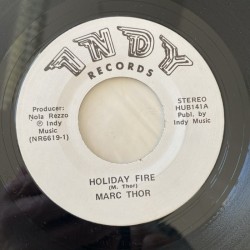 INDY
RECORDS
Producer:
Nola Rezzo
℗ Indy
Music
(NR6619-1)
STEREO
HUB141A
Publ. by
Indy Music
HOLIDAY FIRE
(M. Thor)
MARC THOR